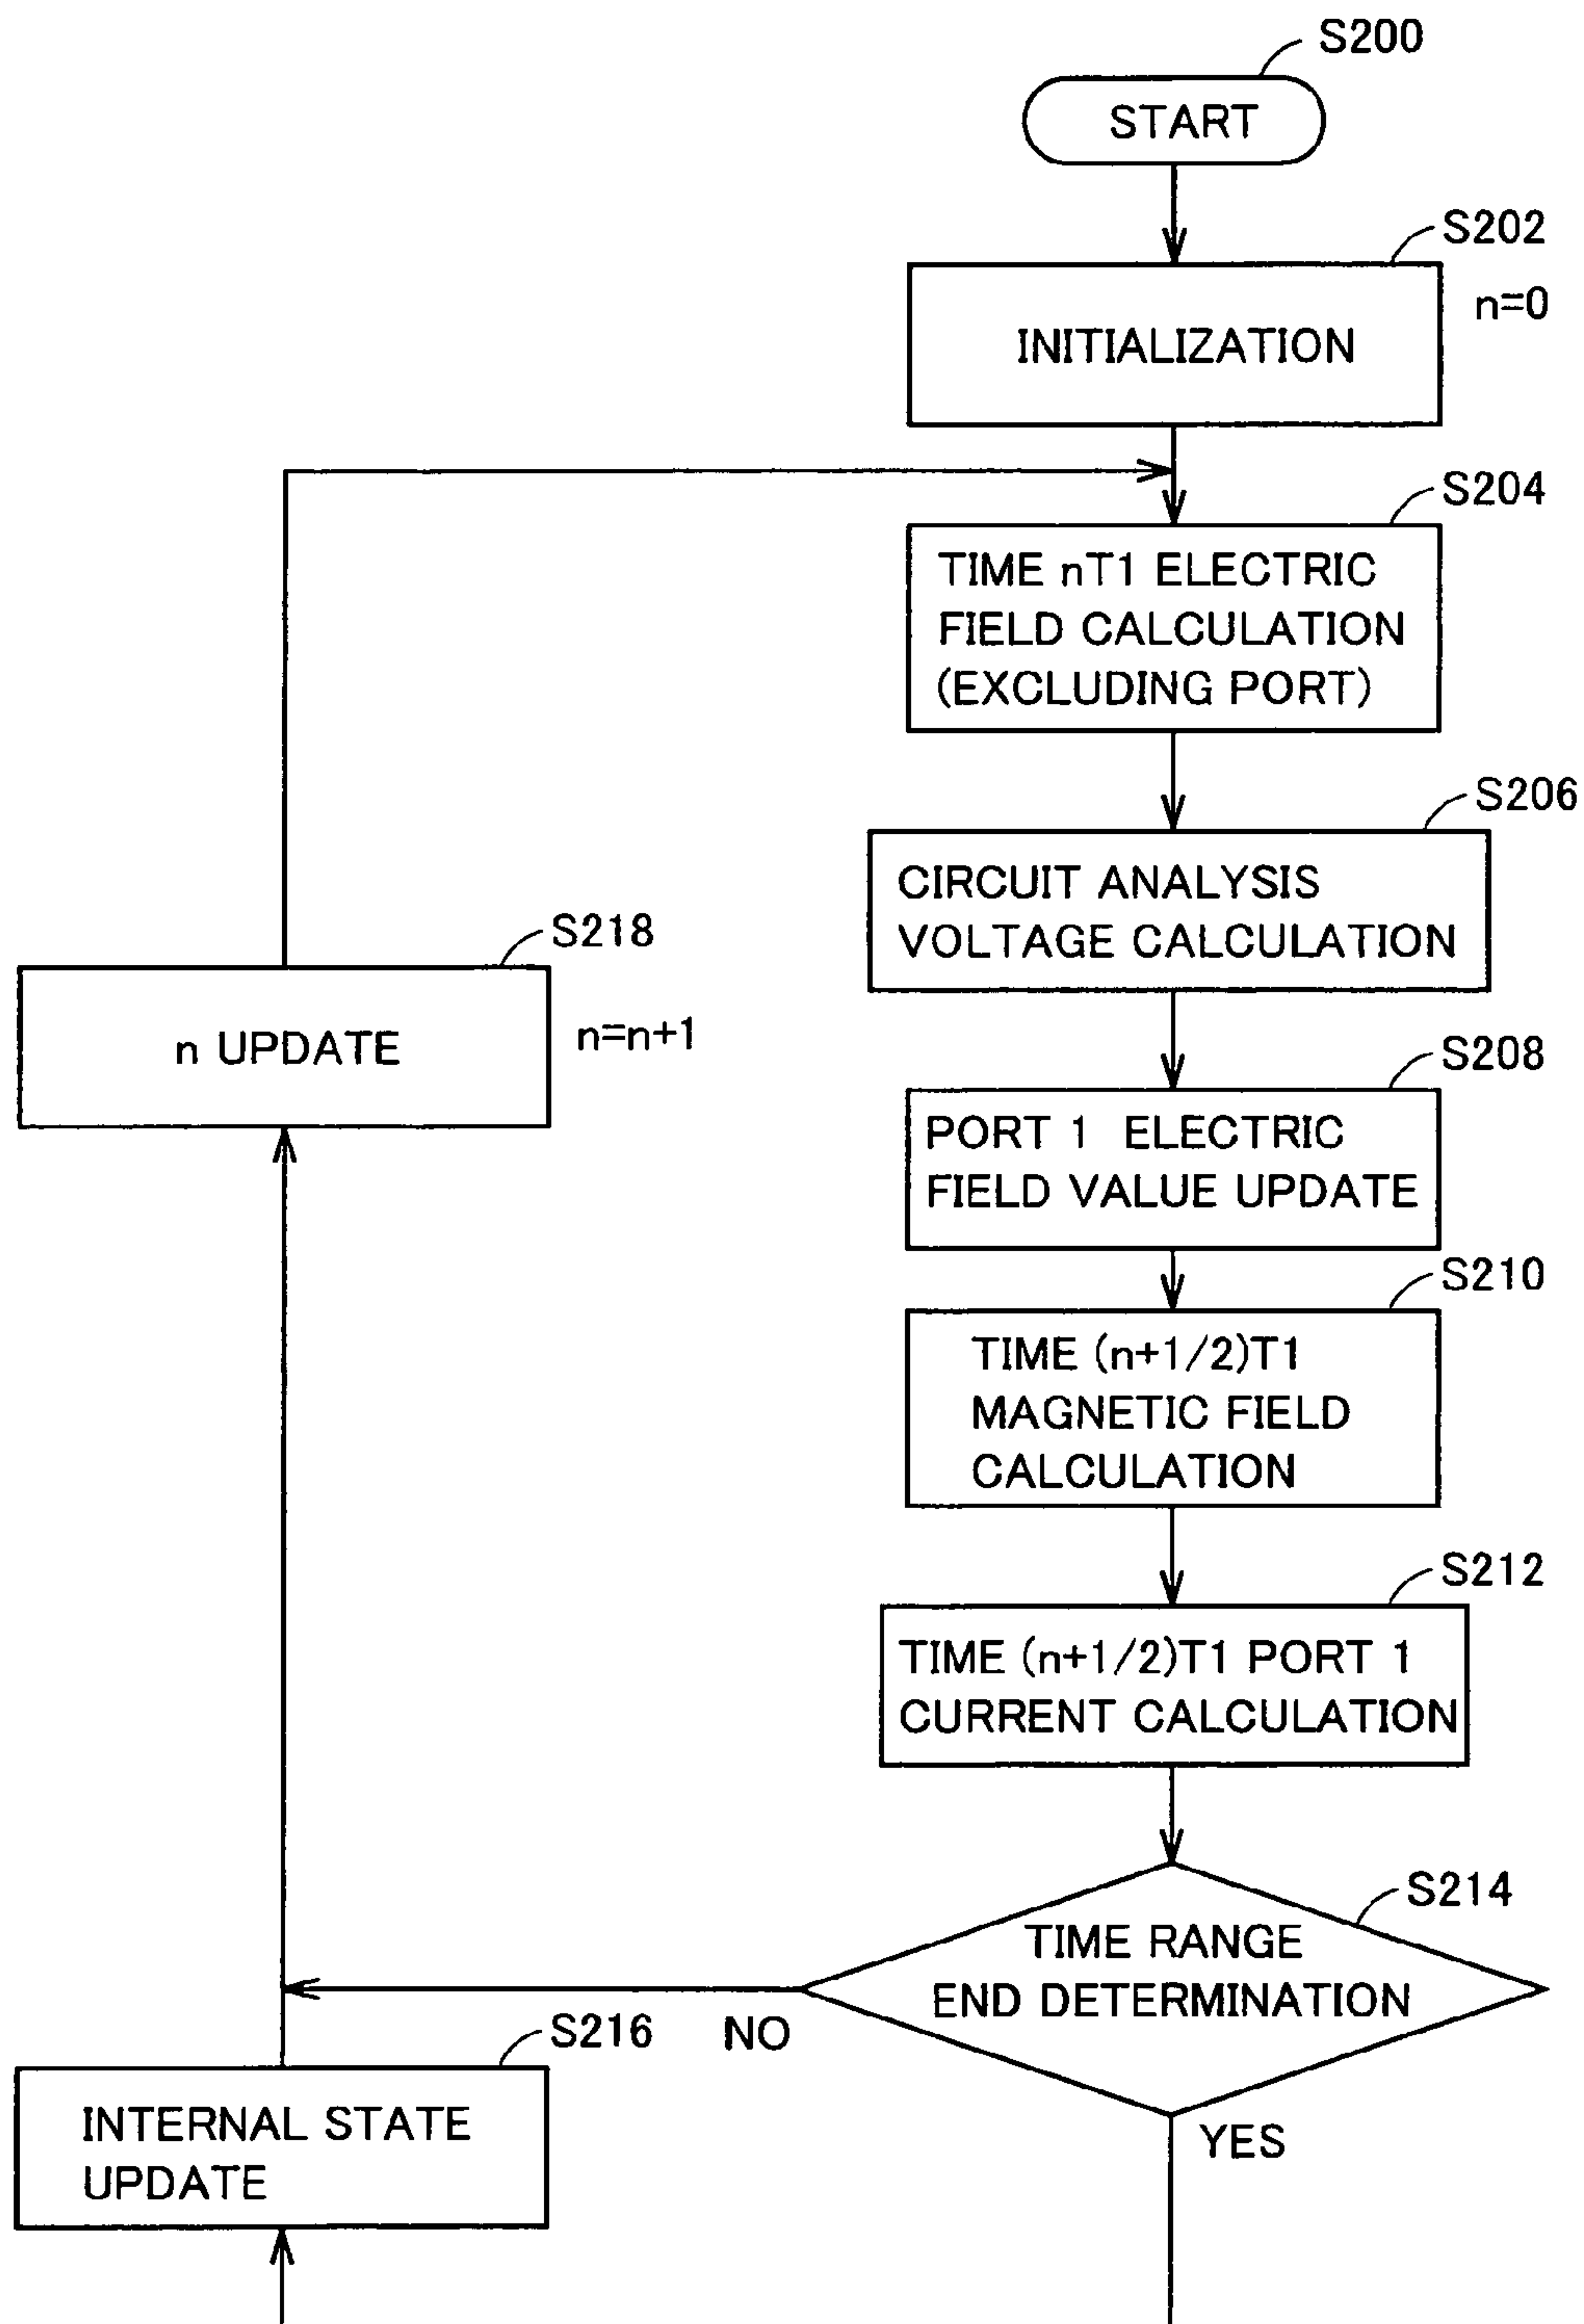 S200
START
S202
n=0
INITIALIZATION
S204
TIME nT1 ELECTRIC
FIELD CALCULATION
(EXCLUDING PORT)
S206
CIRCUIT ANALYSIS
VOLTAGE CALCULATION
S218
n UPDATE
n=n+1
S208
PORT 1 ELECTRIC
FIELD VALUE UPDATE
S210
TIME (n+1/2)T1
MAGNETIC FIELD
CALCULATION
S212
TIME (n+1/2)T1 PORT 1
CURRENT CALCULATION
S214
TIME RANGE
END DETERMINATION
NO
S216
INTERNAL STATE
UPDATE
YES